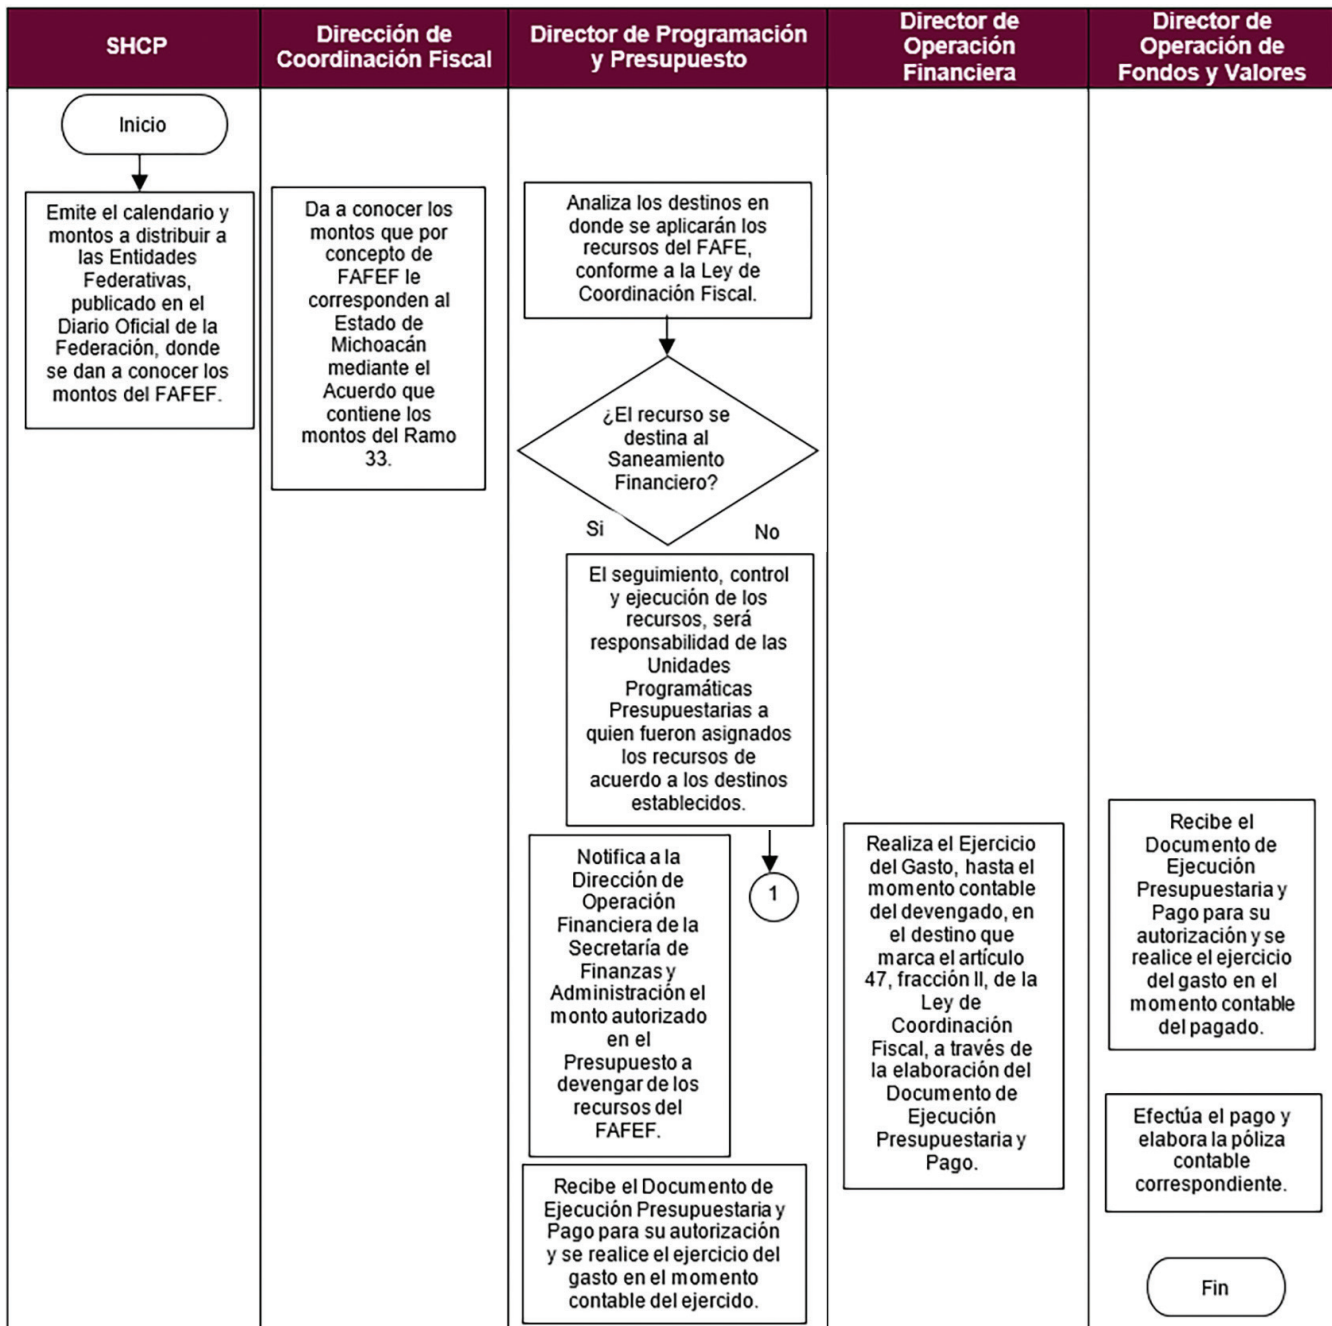 SHCP
Dirección de
Coordinación Fiscal
Director de Programación
y Presupuesto
Director de
Operación
Financiera
Director de
Operación de
Fondos y Valores
Inicio
Emite el calendario y
montos a distribuir a
las Entidades
Federativas,
publicado en el
Diario Oficial de la
Federación, donde
se dan a conocer los
montos del FAFEF.
Da a conocer los
montos que por
concepto de
FAFEF le
corresponden al
Estado de
Michoacán
mediante el
Acuerdo que
contiene los
montos del Ramo
33.
Analiza los destinos en
donde se aplicarán los
recursos del FAFE,
conforme a la Ley de
Coordinación Fiscal.
¿El recurso se
destina al
Saneamiento
Financiero?
Si
No
El seguimiento, control
y ejecución de los
recursos, será
responsabilidad de las
Unidades
Programáticas
Presupuestarias a
quien fueron asignados
los recursos de
acuerdo a los destinos
establecidos.
1
Notifica a la
Dirección de
Operación
Financiera de la
Secretaría de
Finanzas y
Administración el
monto autorizado
en el
Presupuesto a
devengar de los
recursos del
FAFEF.
Recibe el Documento de
Ejecución Presupuestaria y
Pago para su autorización
y se realice el ejercicio del
gasto en el momento
contable del ejercido.
Realiza el Ejercicio
del Gasto, hasta el
momento contable
del devengado, en
el destino que
marca el artículo
47, fracción II, de la
Ley de
Coordinación
Fiscal, a través de
la elaboración del
Documento de
Ejecución
Presupuestaria y
Pago.
Recibe el
Documento de
Ejecución
Presupuestaria y
Pago para su
autorización y se
realice el ejercicio
del gasto en el
momento contable
del pagado.
Efectúa el pago y
elabora la póliza
contable
correspondiente.
Fin